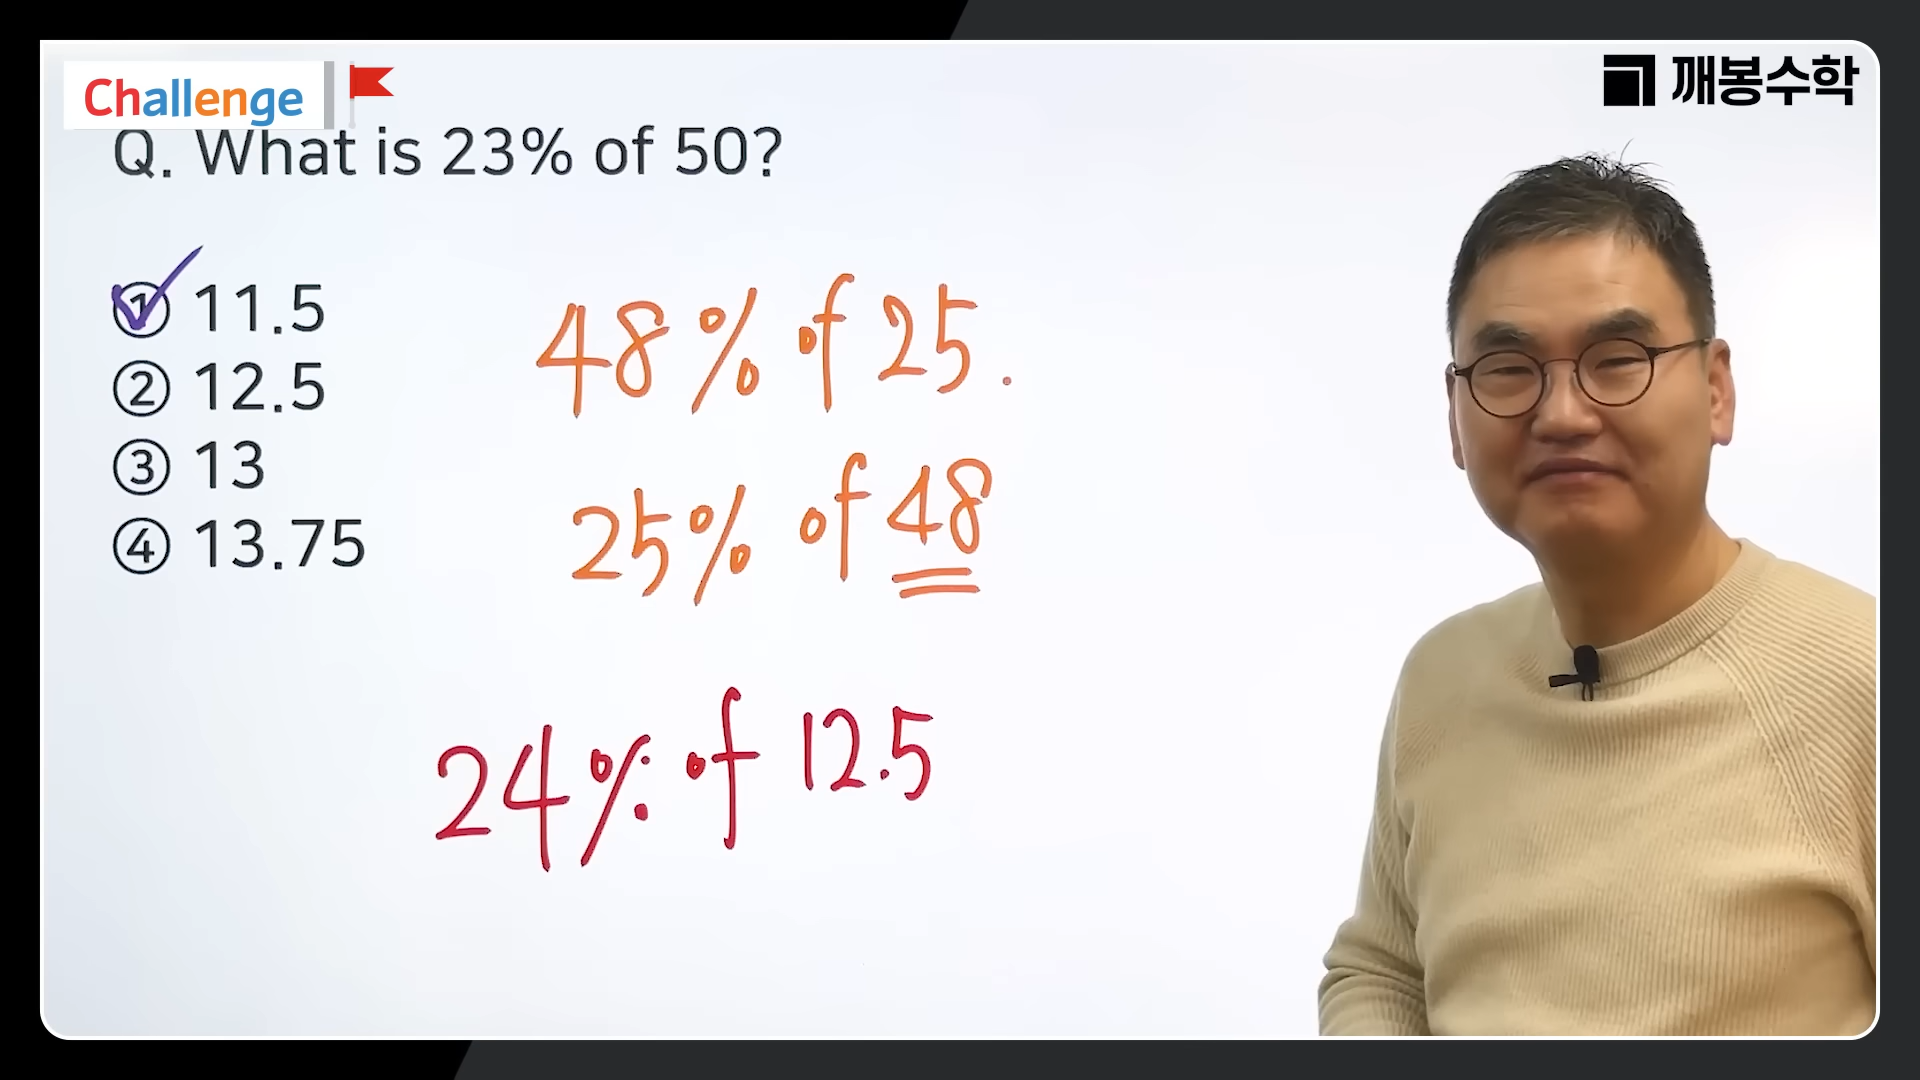 Challenge
깨봉수학
Q. What is 23% of 50?
① 11.5
② 12.5
③ 13
④ 13.75
48% of 25.
25% of 48
24% of 12.5